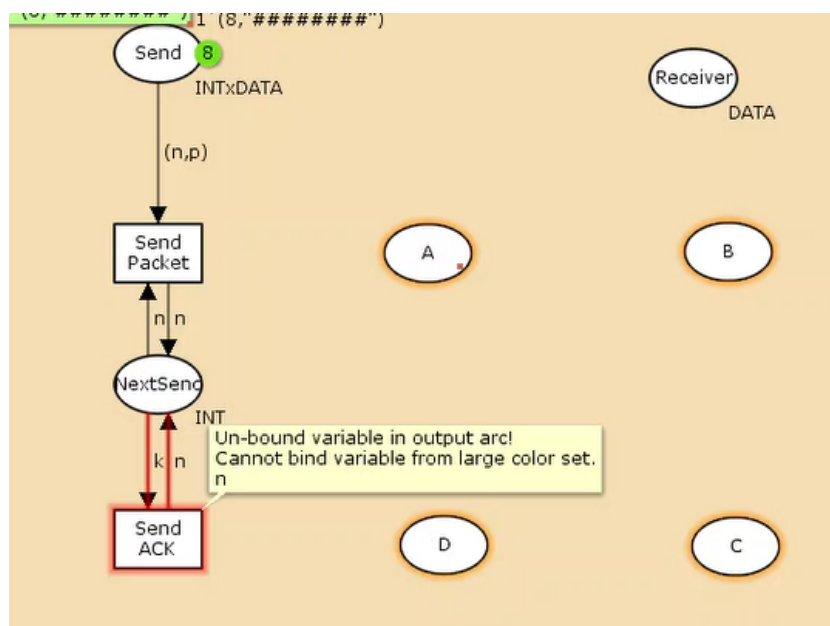 1`(8,"########")
Send
8
INTxDATA
Receiver
DATA
(n,p)
Send
Packet
A
B
n
n
NextSend
INT
Un-bound variable in output arc!
Cannot bind variable from large color set.
n
k
n
Send
ACK
D
C